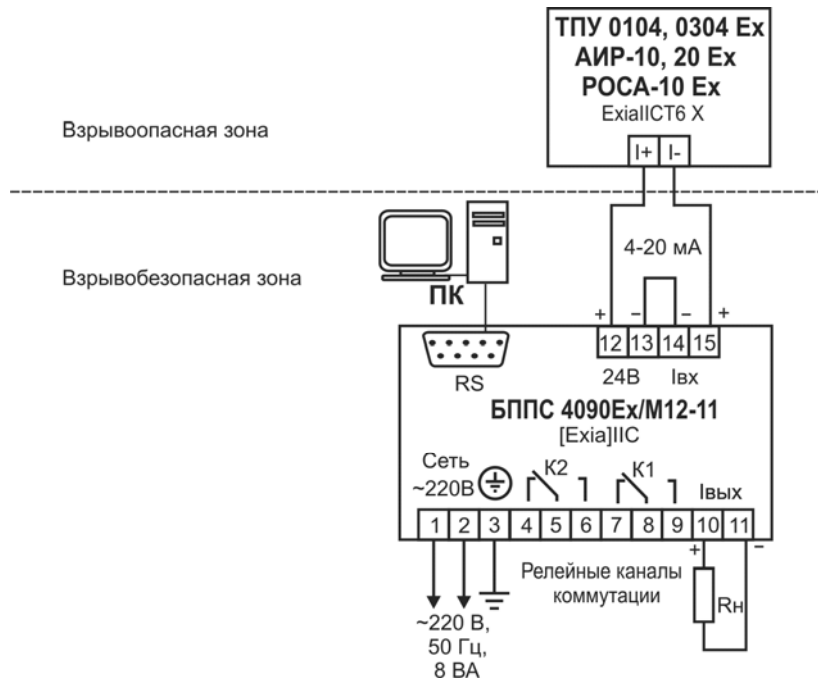 ТПУ 0104, 0304 Ex
АИР-10, 20 Ex
РОСА-10 Ex
ExiaIICT6 X
I+ I-
Взрывоопасная зона
Взрывобезопасная зона
4-20 мА
ПК
+ − − +
12 13 14 15
RS
24В Iвх
БППС 4090Ex/М12-11
[Exia]IIC
Сеть
~220В
К2 К1 Iвых
1 2 3 4 5 6 7 8 9 10 11
+ −
Релейные каналы
коммутации
Rн
~220 В,
50 Гц,
8 ВА